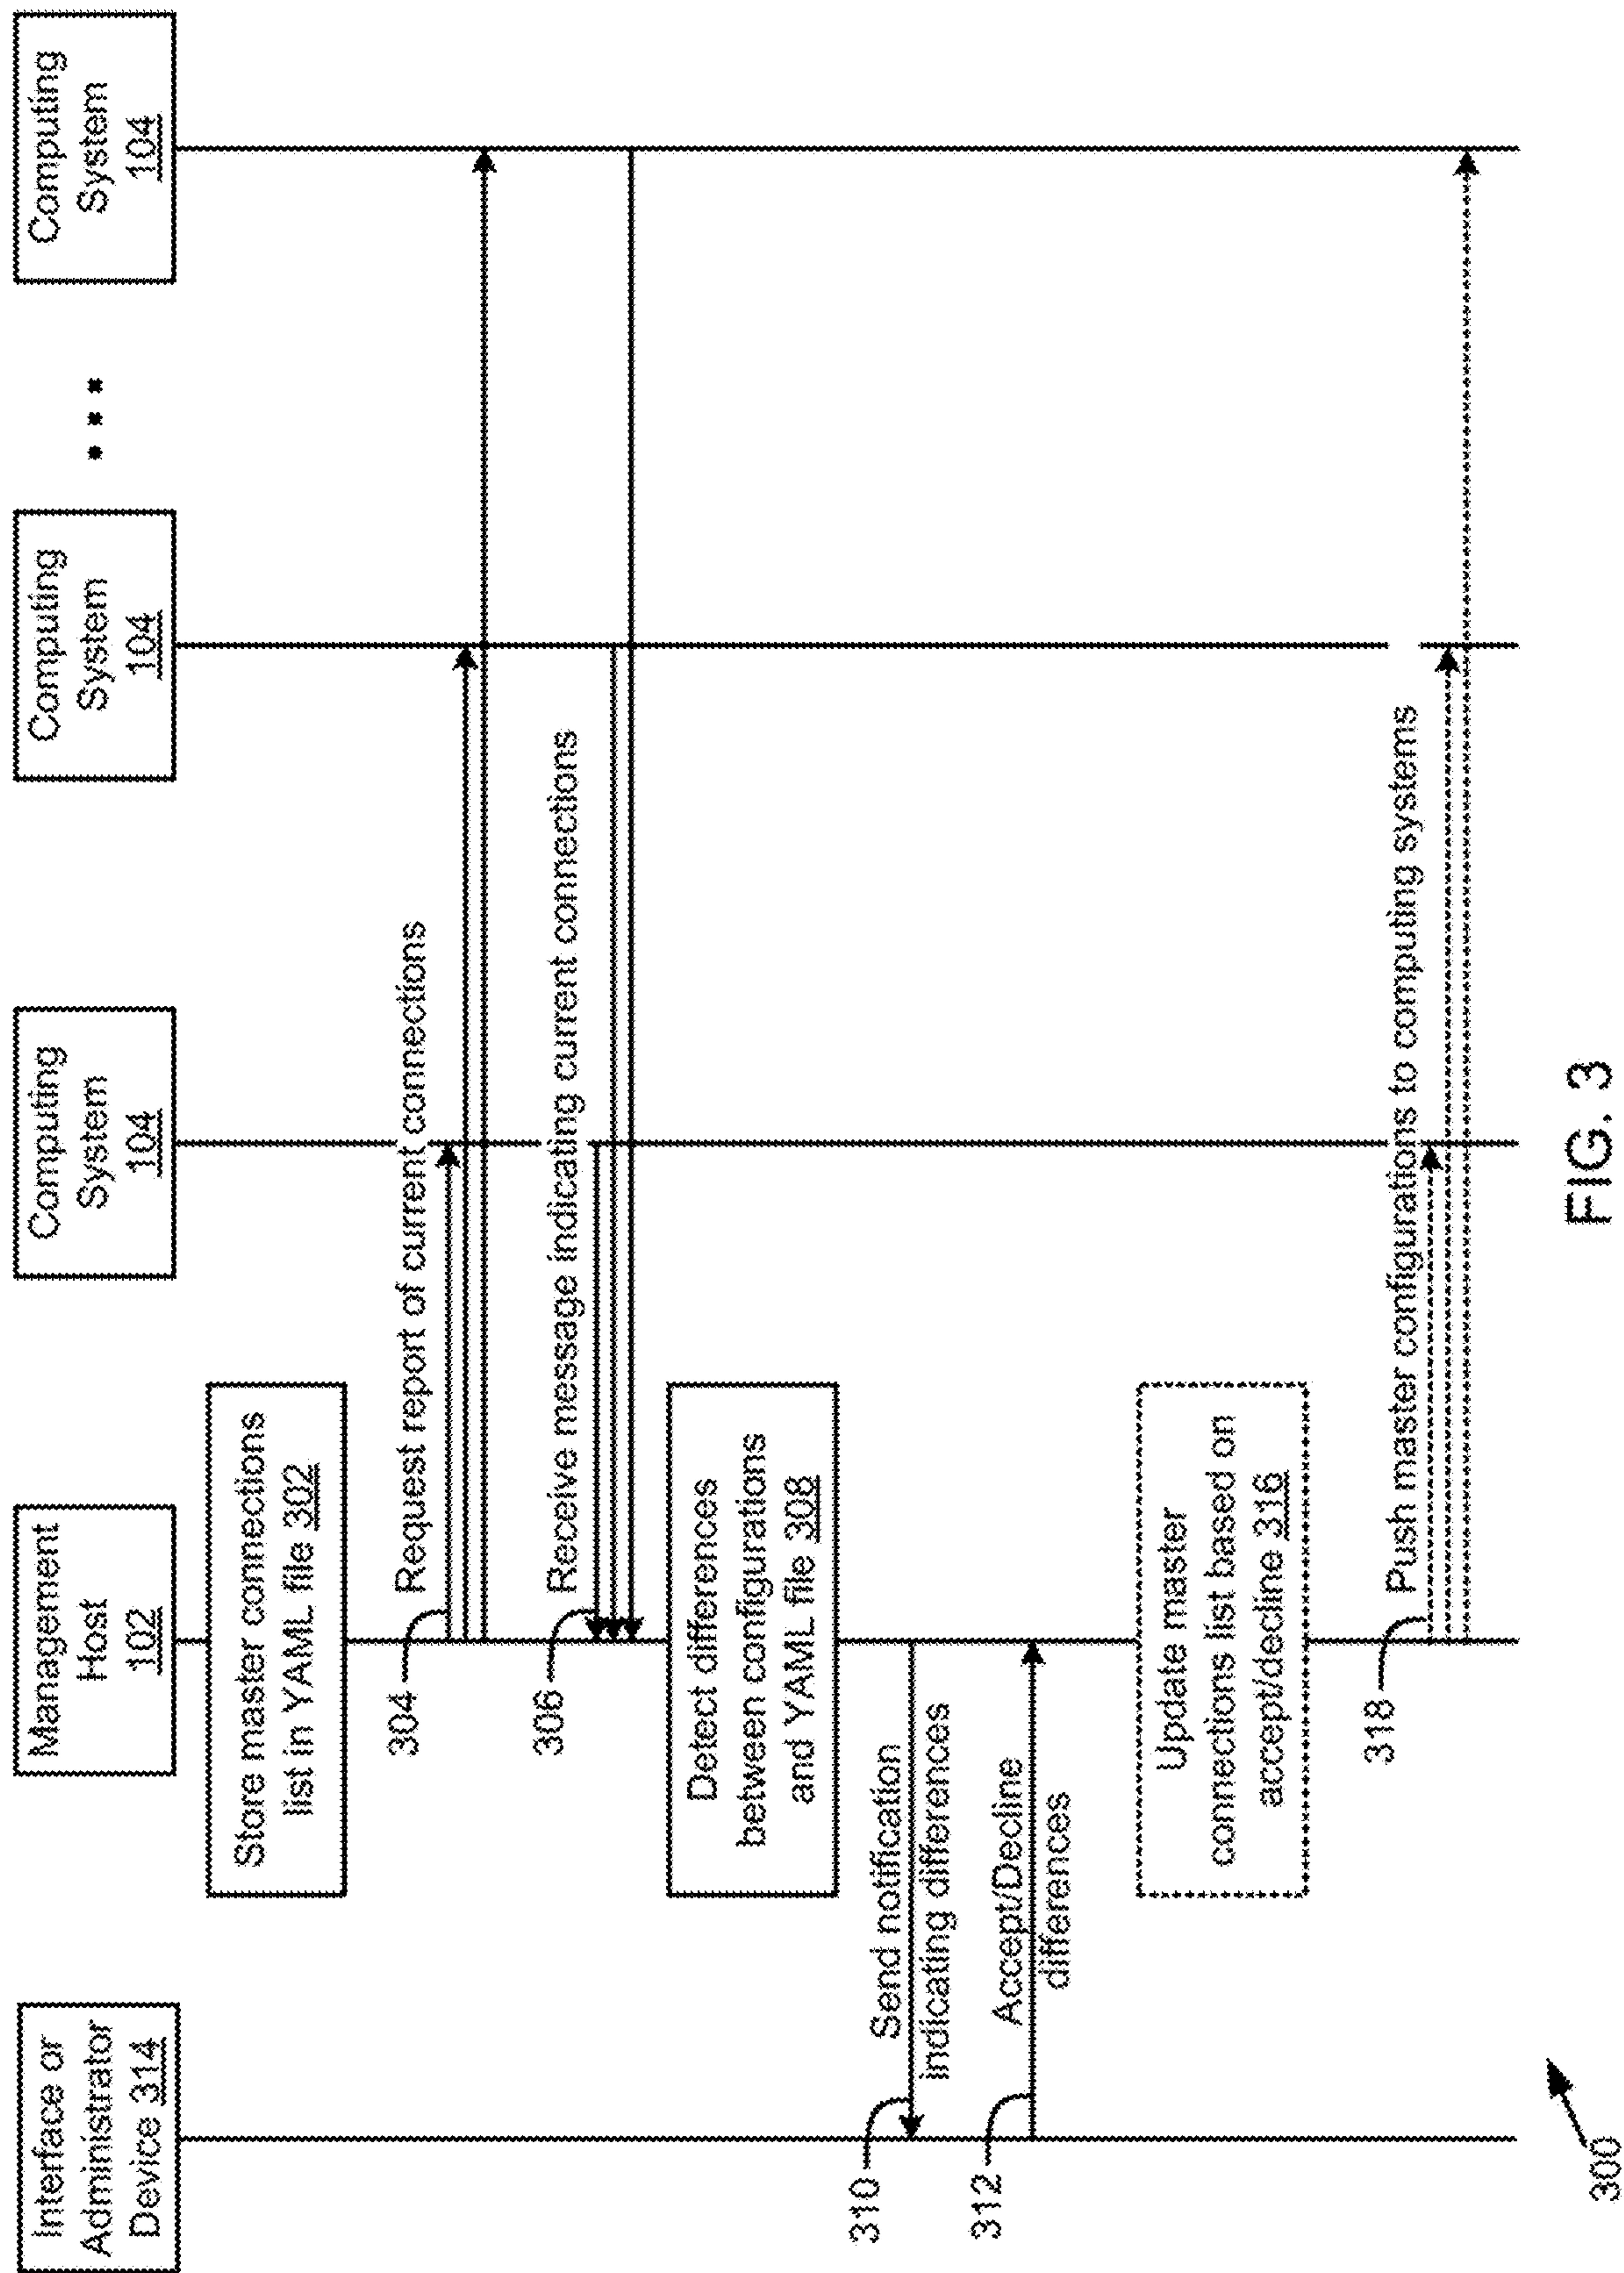 Interface or
Administrator
Device 314
Management
Host
102
Computing
System
104
Computing
System
104
Computing
System
104
Store master connections
list in YAML file 302
304
Request report of current connections
306
Receive message indicating current connections
Detect differences
between configurations
and YAML file 308
310
Send notification
indicating differences
312
Accept/Decline
differences
Update master
connections list based on
accept/decline 316
318
Push master configurations to computing systems
300
FIG. 3